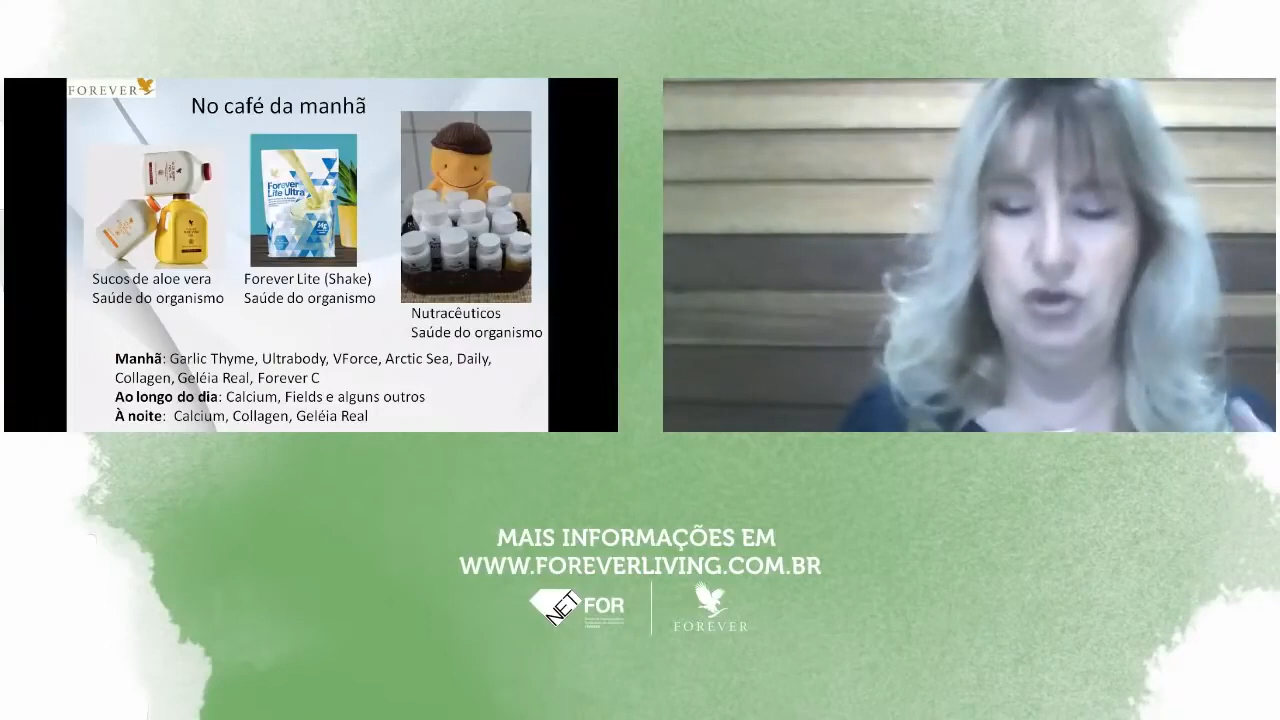 FOREVER
No café da manhã
Forever
Lite Ultra
Sucos de aloe vera
Saúde do organismo
Forever Lite (Shake)
Saúde do organismo
Nutracêuticos
Saúde do organismo
Manhã: Garlic Thyme, Ultrabody, VForce, Arctic Sea, Daily,
Collagen, Geléia Real, Forever C
Ao longo do dia: Calcium, Fields e alguns outros
À noite: Calcium, Collagen, Geléia Real
MAIS INFORMAÇÕES EM
WWW.FOREVERLIVING.COM.BR
NET FOR
FOREVER